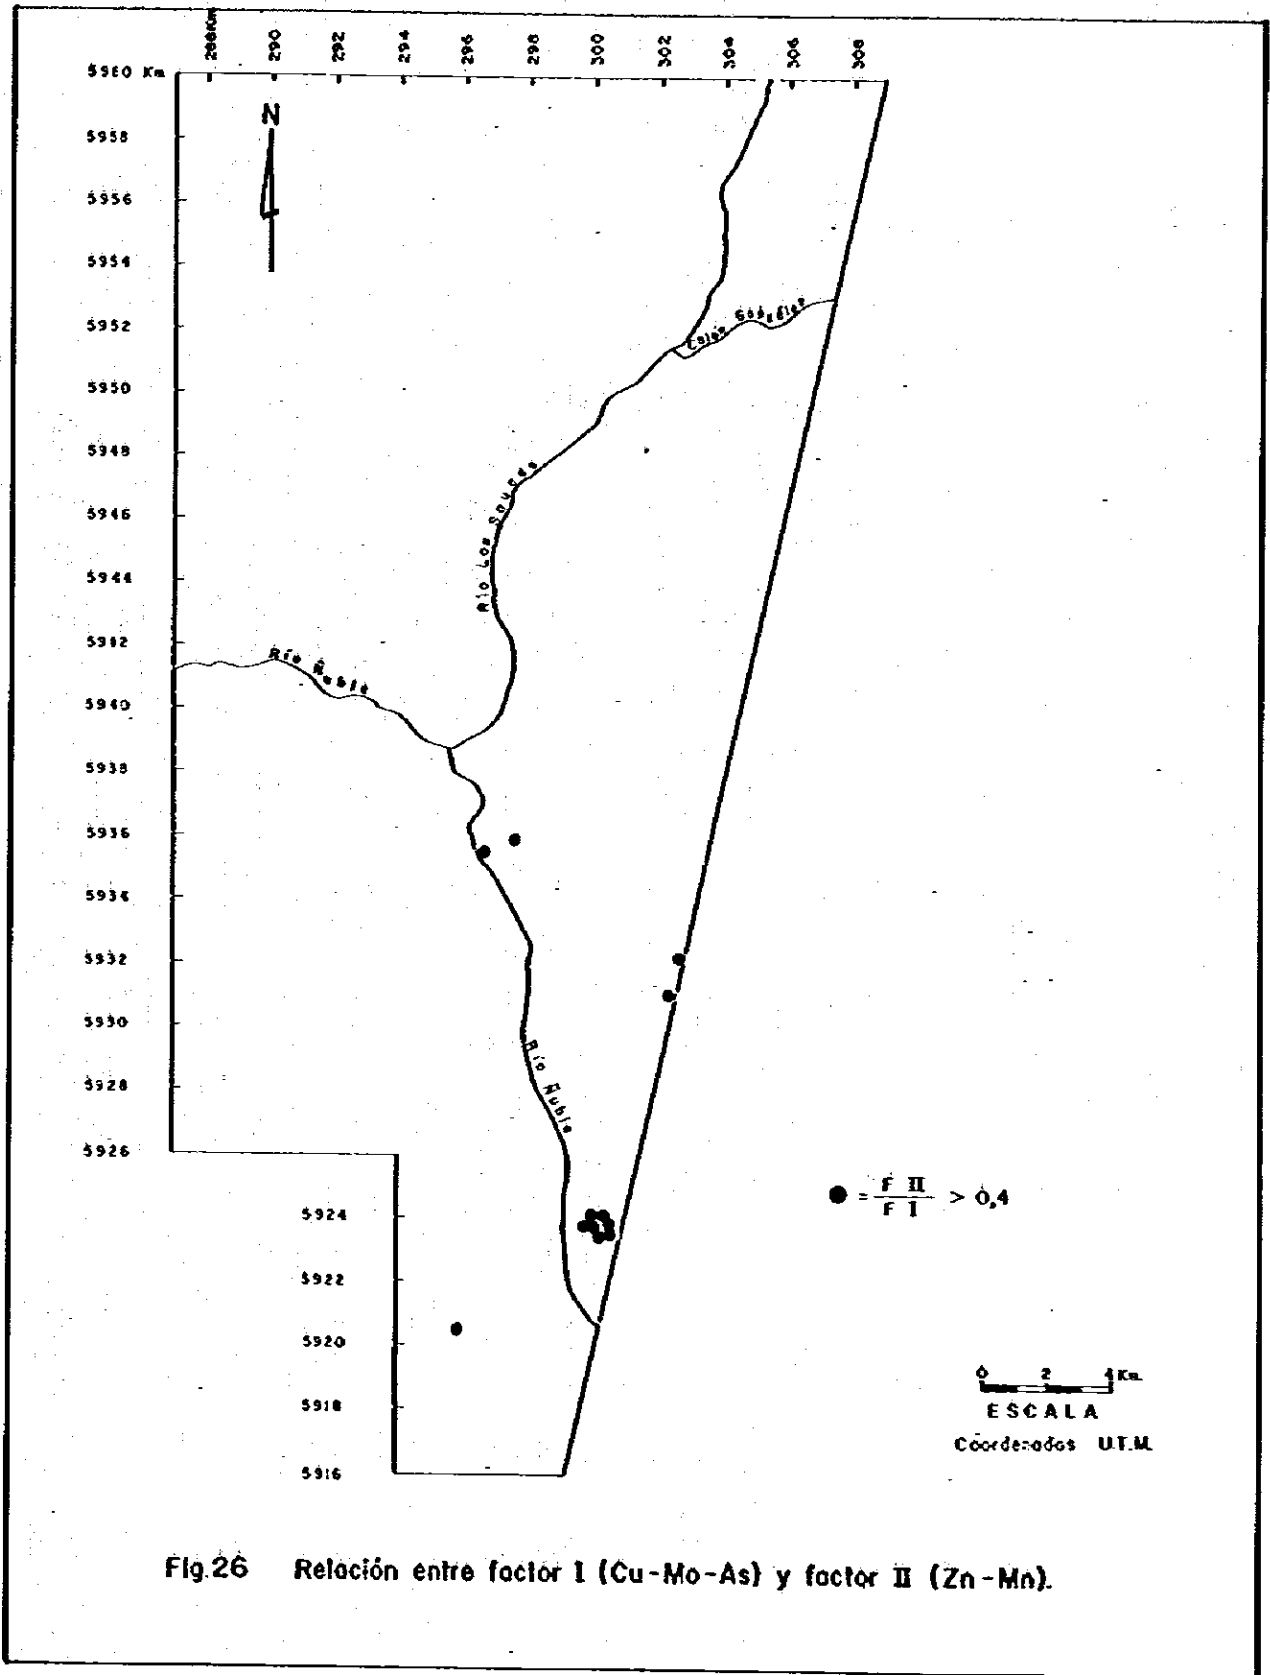 288Km 290 292 294 296 298 300 302 304 306 308
5960 Km
N
5958
5956
5954
5952
5950
5948
5946
5944
5942
5940
5938
5936
5934
5932
5930
5928
5926
5924
5922
5920
5918
5916
Río Los Sauces
Río Ñuble
Río Ñuble
= F II / F I > 0,4
0 2 4 Km.
ESCALA
Coordenadas U.T.M.
Fig.26 Relación entre factor I (Cu-Mo-As) y factor II (Zn-Mn).